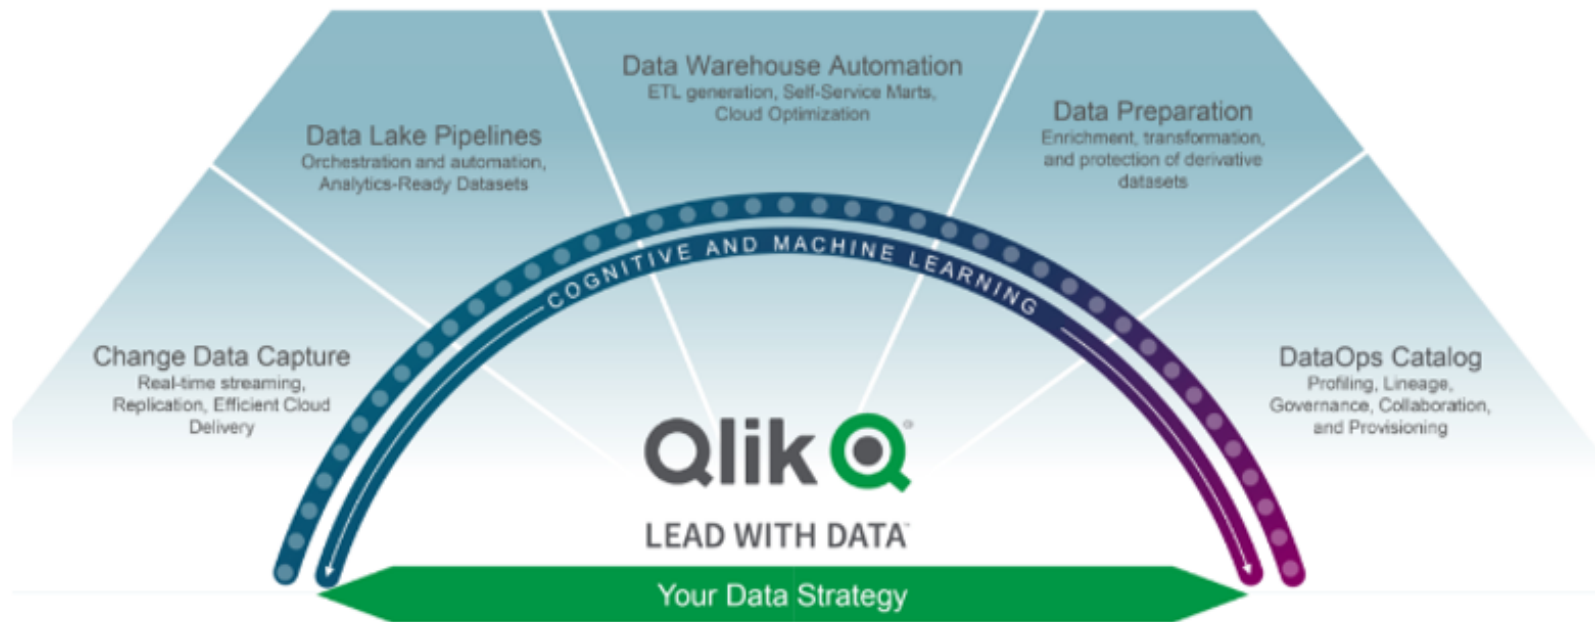 Change Data Capture
Real-time streaming,
Replication, Efficient Cloud
Delivery
Data Lake Pipelines
Orchestration and automation,
Analytics-Ready Datasets
Data Warehouse Automation
ETL generation, Self-Service Marts,
Cloud Optimization
Data Preparation
Enrichment, transformation,
and protection of derivative
datasets
DataOps Catalog
Profiling, Lineage,
Governance, Collaboration,
and Provisioning
COGNITIVE AND MACHINE LEARNING
Qlik
LEAD WITH DATA™
Your Data Strategy